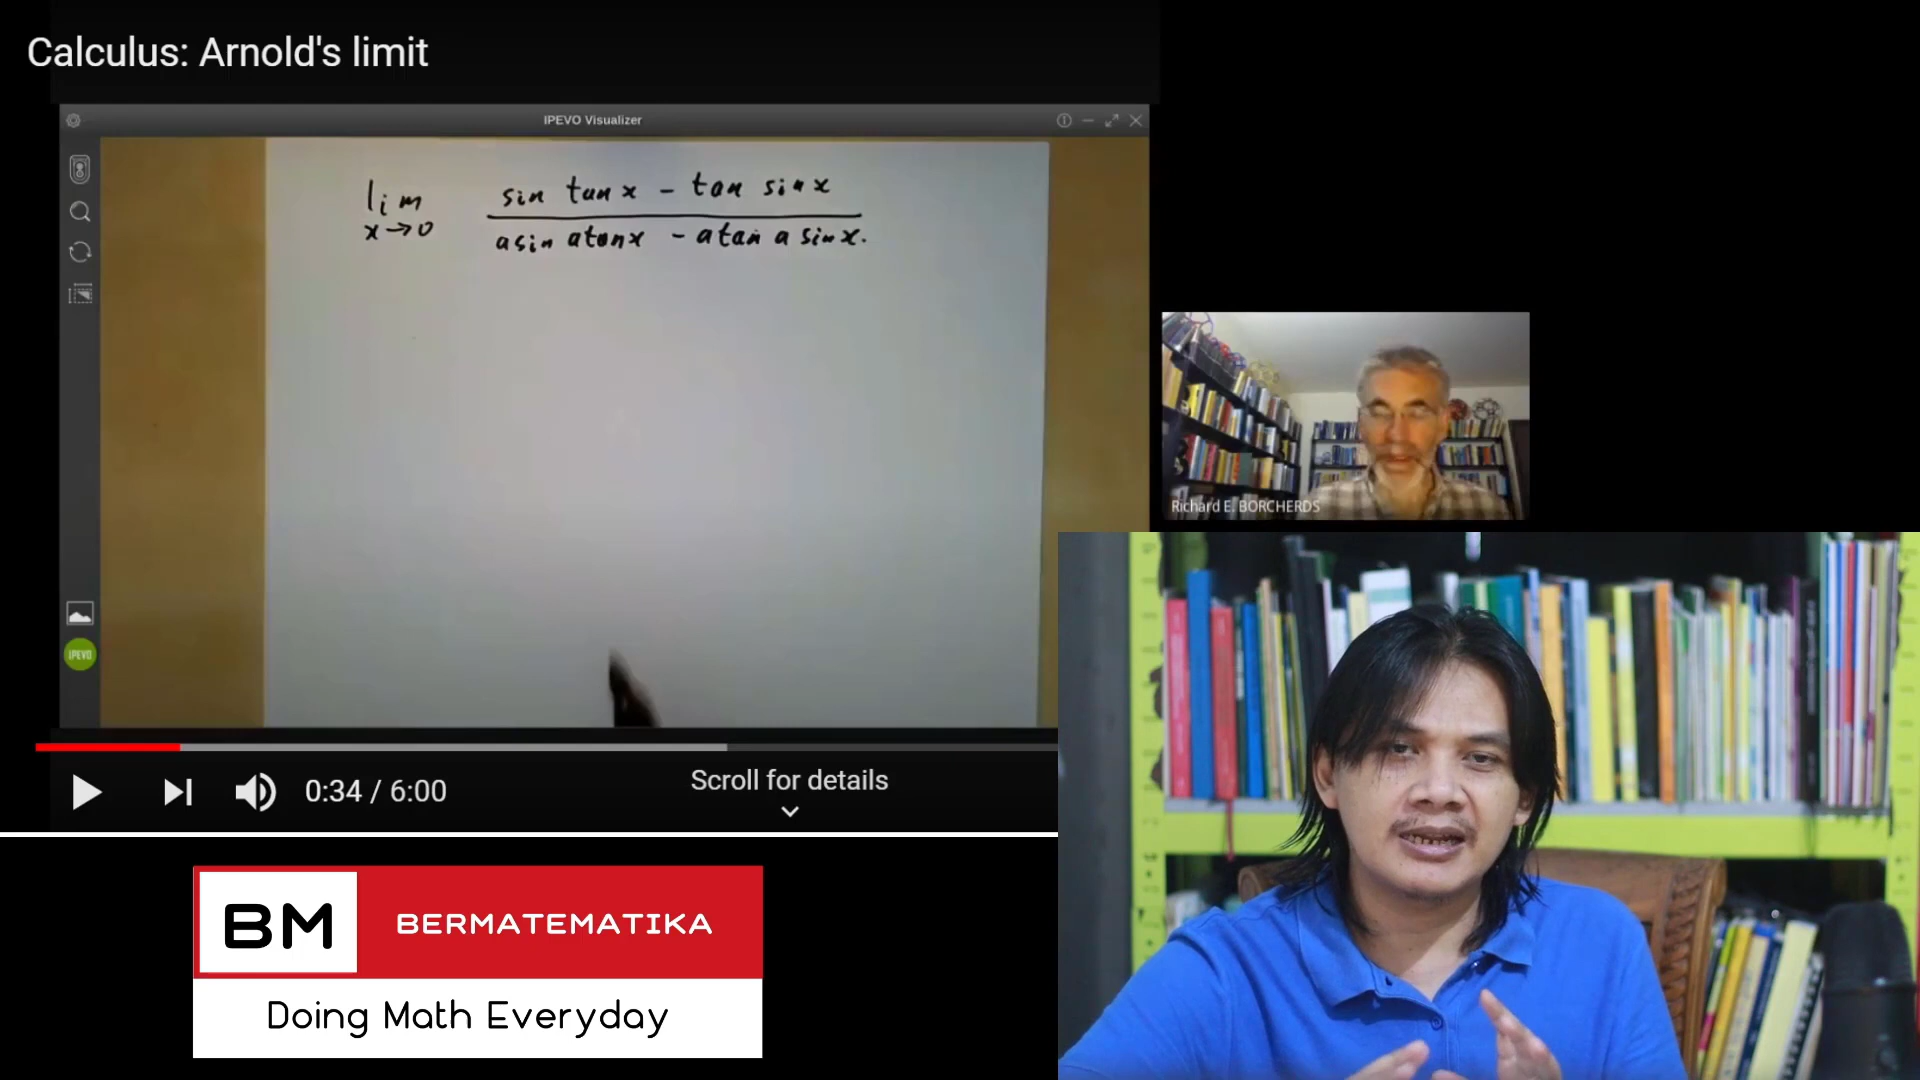 Calculus: Arnold's limit
IPEVO Visualizer
lim
x→0
sin tan x - tan sin x
asin atan x - atan a sin x.
Richard E. BORCHERDS
IPEVO
0:34 / 6:00
Scroll for details
BM
BERMATEMATIKA
Doing Math Everyday